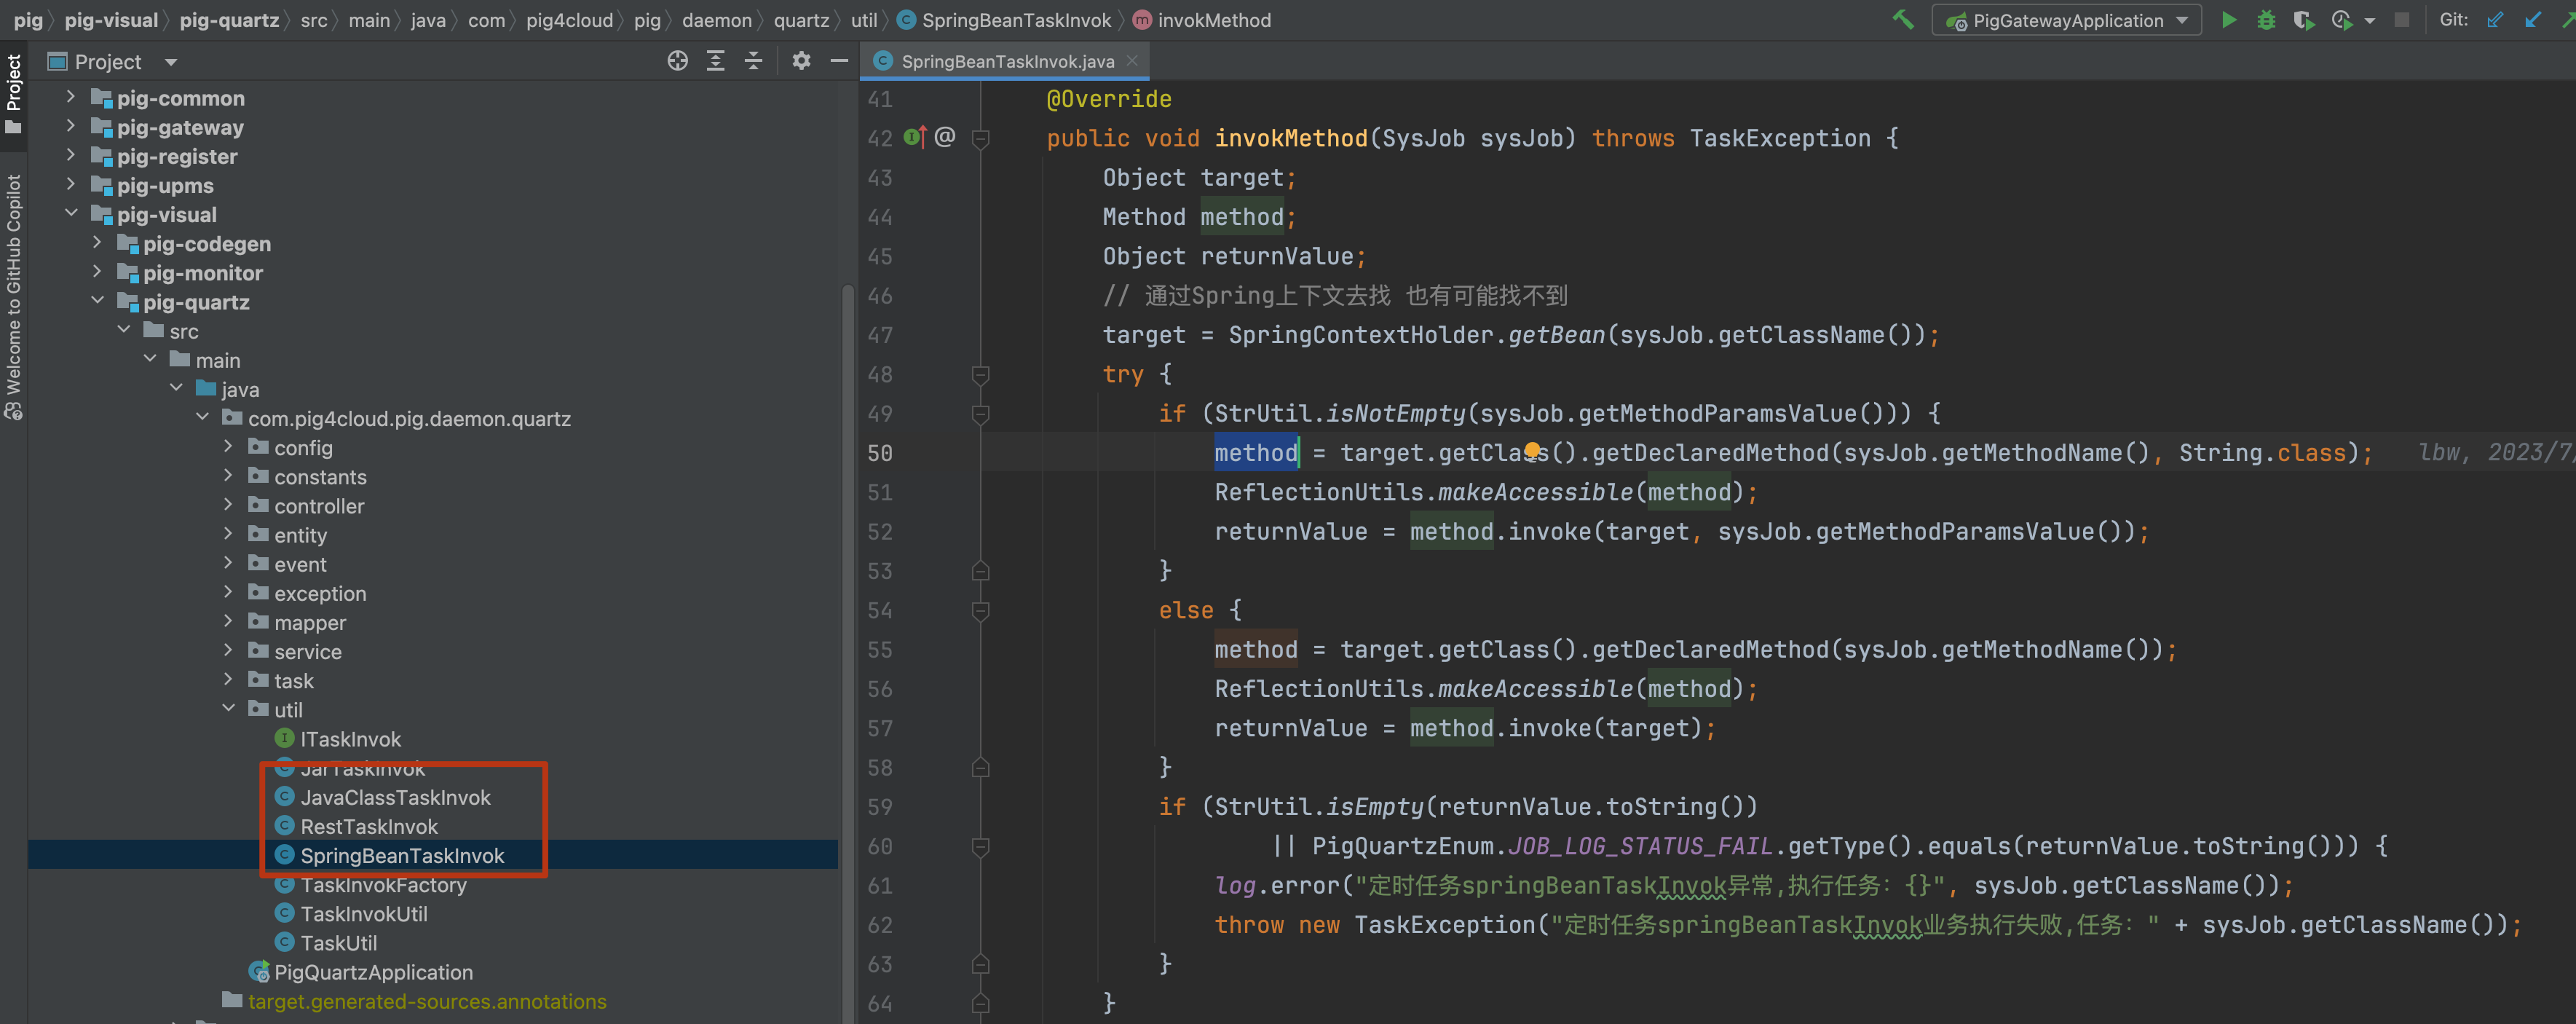 pig pig-visual pig-quartz src main java com pig4cloud pig daemon quartz util SpringBeanTaskInvok invokMethod
PigGatewayApplication Git:
Project
SpringBeanTaskInvok.java
Project
Welcome to GitHub Copilot
pig-common
pig-gateway
pig-register
pig-upms
pig-visual
pig-codegen
pig-monitor
pig-quartz
src
main
java
com.pig4cloud.pig.daemon.quartz
config
constants
controller
entity
event
exception
mapper
service
task
util
ITaskInvok
JarTaskInvok
JavaClassTaskInvok
RestTaskInvok
SpringBeanTaskInvok
TaskInvokFactory
TaskInvokUtil
TaskUtil
PigQuartzApplication
target.generated-sources.annotations
41 @Override
42 public void invokMethod(SysJob sysJob) throws TaskException {
43 Object target;
44 Method method;
45 Object returnValue;
46 // 通过Spring上下文去找 也有可能找不到
47 target = SpringContextHolder.getBean(sysJob.getClassName());
48 try {
49 if (StrUtil.isNotEmpty(sysJob.getMethodParamsValue())) {
50 method = target.getClass().getDeclaredMethod(sysJob.getMethodName(), String.class); lbw, 2023/7/
51 ReflectionUtils.makeAccessible(method);
52 returnValue = method.invoke(target, sysJob.getMethodParamsValue());
53 }
54 else {
55 method = target.getClass().getDeclaredMethod(sysJob.getMethodName());
56 ReflectionUtils.makeAccessible(method);
57 returnValue = method.invoke(target);
58 }
59 if (StrUtil.isEmpty(returnValue.toString())
60 || PigQuartzEnum.JOB_LOG_STATUS_FAIL.getType().equals(returnValue.toString())) {
61 log.error("定时任务springBeanTaskInvok异常,执行任务: {}", sysJob.getClassName());
62 throw new TaskException("定时任务springBeanTaskInvok业务执行失败,任务: " + sysJob.getClassName());
63 }
64 }